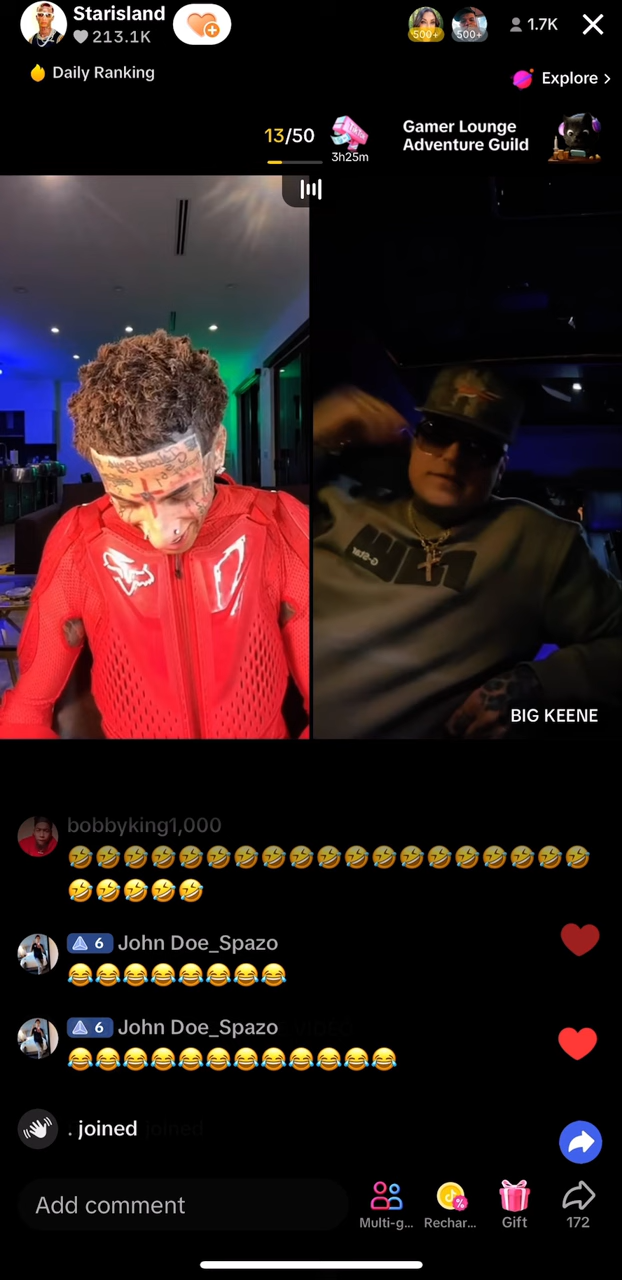 Starisland
213.1K
500+
500+
1.7K
Daily Ranking
Explore >
13/50
3h25m
Gamer Lounge
Adventure Guild
BIG KEENE
bobbyking1,000
🤣🤣🤣🤣🤣🤣🤣🤣🤣🤣🤣🤣🤣🤣🤣🤣🤣🤣🤣
🤣🤣🤣🤣🤣
6 John Doe_Spazo
😂😂😂😂😂😂😂😂
6 John Doe_Spazo
😂😂😂😂😂😂😂😂😂😂😂😂
. joined
Add comment
Multi-g...
Rechar...
Gift
172